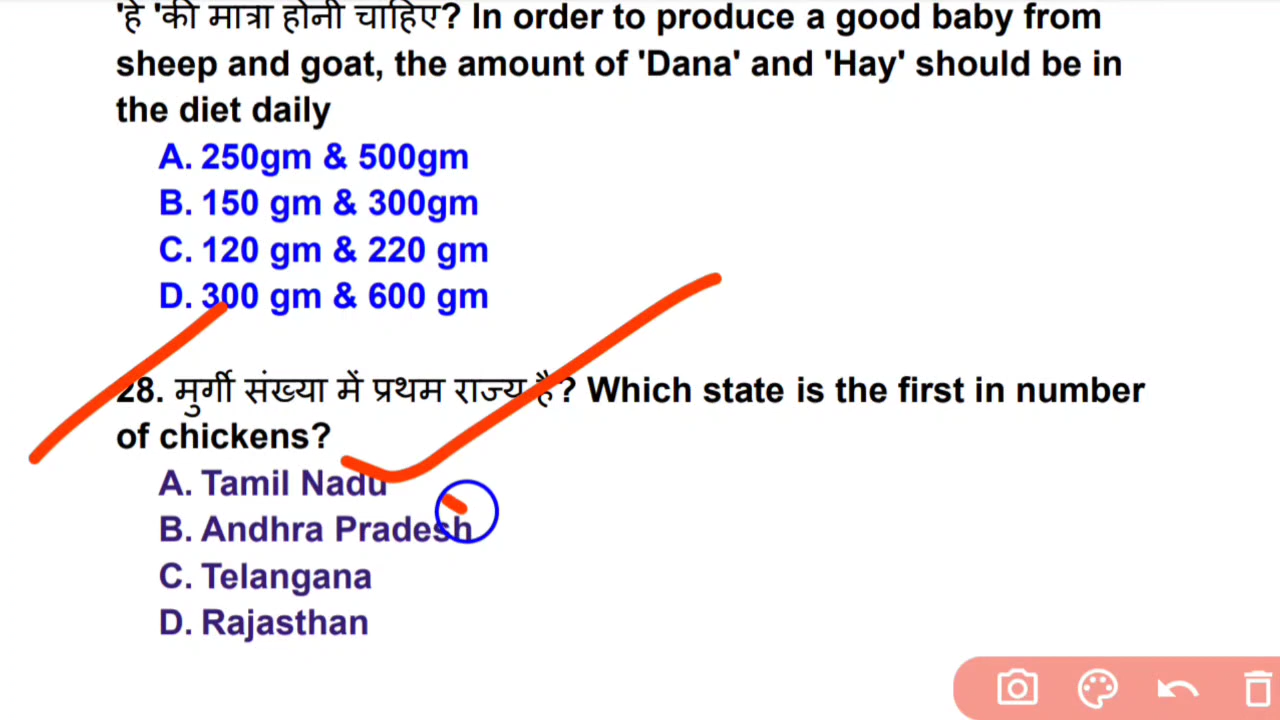 'हे 'की मात्रा होनी चाहिए? In order to produce a good baby from
sheep and goat, the amount of 'Dana' and 'Hay' should be in
the diet daily
A. 250gm & 500gm
B. 150 gm & 300gm
C. 120 gm & 220 gm
D. 300 gm & 600 gm
28. मुर्गी संख्या में प्रथम राज्य है? Which state is the first in number
of chickens?
A. Tamil Nadu
B. Andhra Pradesh
C. Telangana
D. Rajasthan